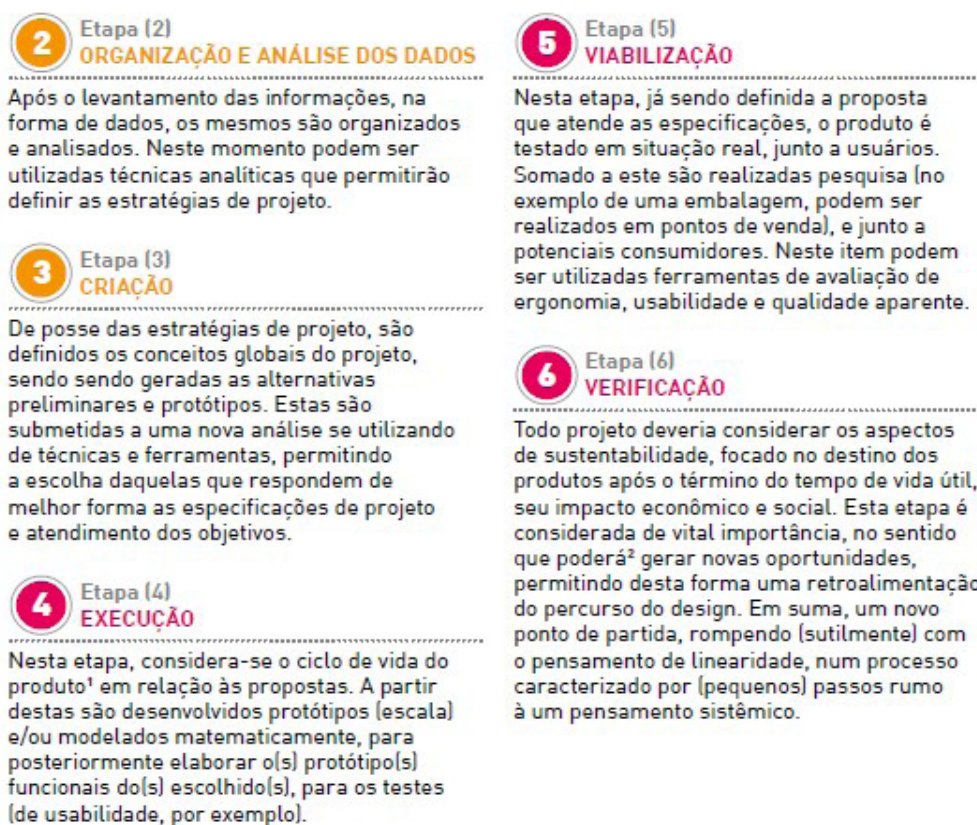 2
Etapa (2)
ORGANIZAÇÃO E ANÁLISE DOS DADOS
Após o levantamento das informações, na
forma de dados, os mesmos são organizados
e analisados. Neste momento podem ser
utilizadas técnicas analíticas que permitirão
definir as estratégias de projeto.
3
Etapa (3)
CRIAÇÃO
De posse das estratégias de projeto, são
definidos os conceitos globais do projeto,
sendo sendo geradas as alternativas
preliminares e protótipos. Estas são
submetidas a uma nova análise se utilizando
de técnicas e ferramentas, permitindo
a escolha daquelas que respondem de
melhor forma as especificações de projeto
e atendimento dos objetivos.
4
Etapa (4)
EXECUÇÃO
Nesta etapa, considera-se o ciclo de vida do
produto¹ em relação às propostas. A partir
destas são desenvolvidos protótipos (escala)
e/ou modelados matematicamente, para
posteriormente elaborar o(s) protótipo(s)
funcionais do(s) escolhido(s), para os testes
(de usabilidade, por exemplo).
5
Etapa (5)
VIABILIZAÇÃO
Nesta etapa, já sendo definida a proposta
que atende as especificações, o produto é
testado em situação real, junto a usuários.
Somado a este são realizadas pesquisa (no
exemplo de uma embalagem, podem ser
realizados em pontos de venda), e junto a
potenciais consumidores. Neste item podem
ser utilizadas ferramentas de avaliação de
ergonomia, usabilidade e qualidade aparente.
6
Etapa (6)
VERIFICAÇÃO
Todo projeto deveria considerar os aspectos
de sustentabilidade, focado no destino dos
produtos após o término do tempo de vida útil,
seu impacto econômico e social. Esta etapa é
considerada de vital importância, no sentido
que poderá² gerar novas oportunidades,
permitindo desta forma uma retroalimentação
do percurso do design. Em suma, um novo
ponto de partida, rompendo (sutilmente) com
o pensamento de linearidade, num processo
caracterizado por (pequenos) passos rumo
à um pensamento sistêmico.